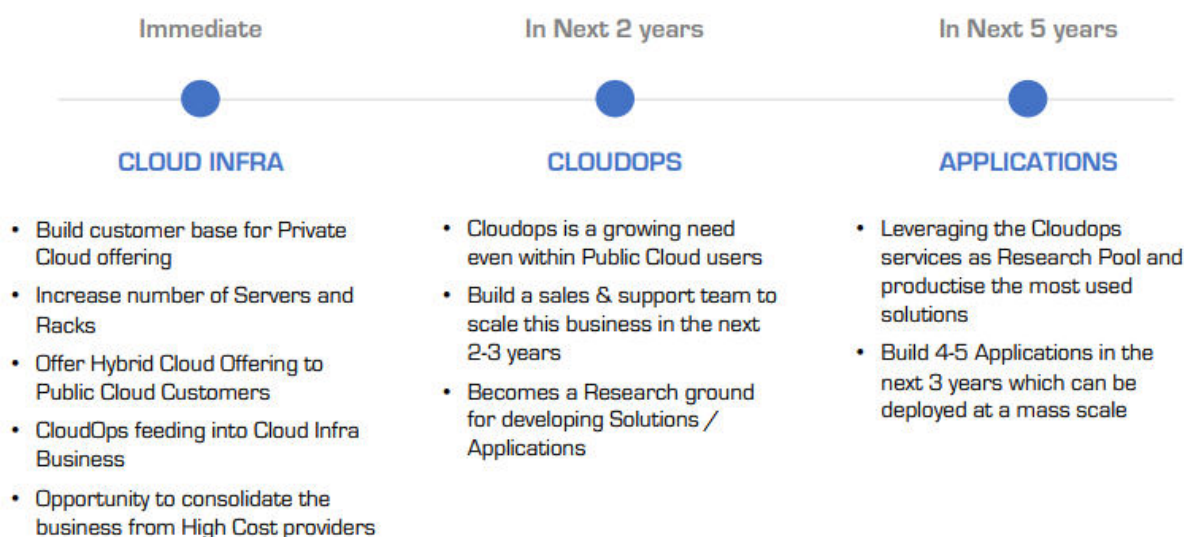 Immediate
In Next 2 years
In Next 5 years
CLOUD INFRA
CLOUDOPS
APPLICATIONS
• Build customer base for Private
Cloud offering
• Increase number of Servers and
Racks
• Offer Hybrid Cloud Offering to
Public Cloud Customers
• CloudOps feeding into Cloud Infra
Business
• Opportunity to consolidate the
business from High Cost providers
• Cloudops is a growing need
even within Public Cloud users
• Build a sales & support team to
scale this business in the next
2-3 years
• Becomes a Research ground
for developing Solutions /
Applications
• Leveraging the Cloudops
services as Research Pool and
productise the most used
solutions
• Build 4-5 Applications in the
next 3 years which can be
deployed at a mass scale